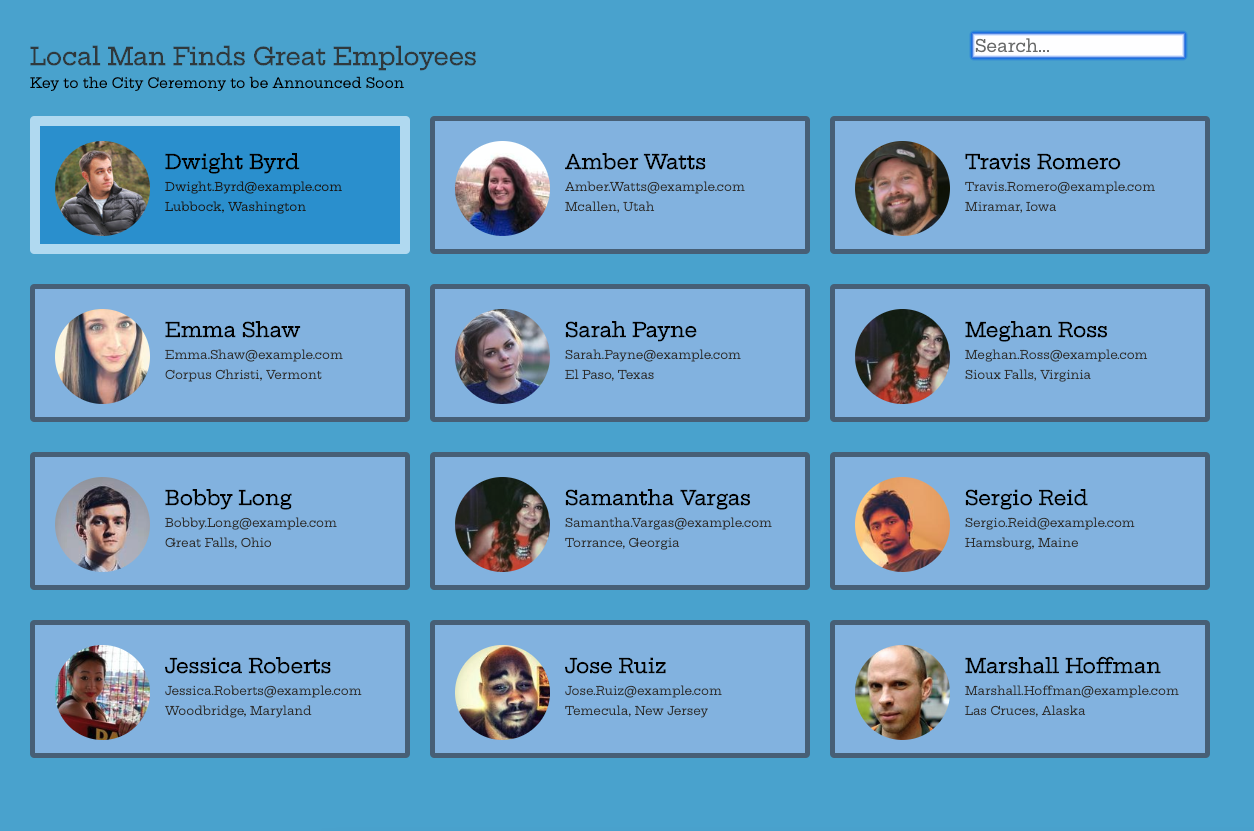 Local Man Finds Great Employees
Key to the City Ceremony to be Announced Soon
Search...
Dwight Byrd
Dwight.Byrd@example.com
Lubbock, Washington
Amber Watts
Amber.Watts@example.com
Mcallen, Utah
Travis Romero
Travis.Romero@example.com
Miramar, Iowa
Emma Shaw
Emma.Shaw@example.com
Corpus Christi, Vermont
Sarah Payne
Sarah.Payne@example.com
El Paso, Texas
Meghan Ross
Meghan.Ross@example.com
Sioux Falls, Virginia
Bobby Long
Bobby.Long@example.com
Great Falls, Ohio
Samantha Vargas
Samantha.Vargas@example.com
Torrance, Georgia
Sergio Reid
Sergio.Reid@example.com
Hamsburg, Maine
Jessica Roberts
Jessica.Roberts@example.com
Woodbridge, Maryland
Jose Ruiz
Jose.Ruiz@example.com
Temecula, New Jersey
Marshall Hoffman
Marshall.Hoffman@example.com
Las Cruces, Alaska